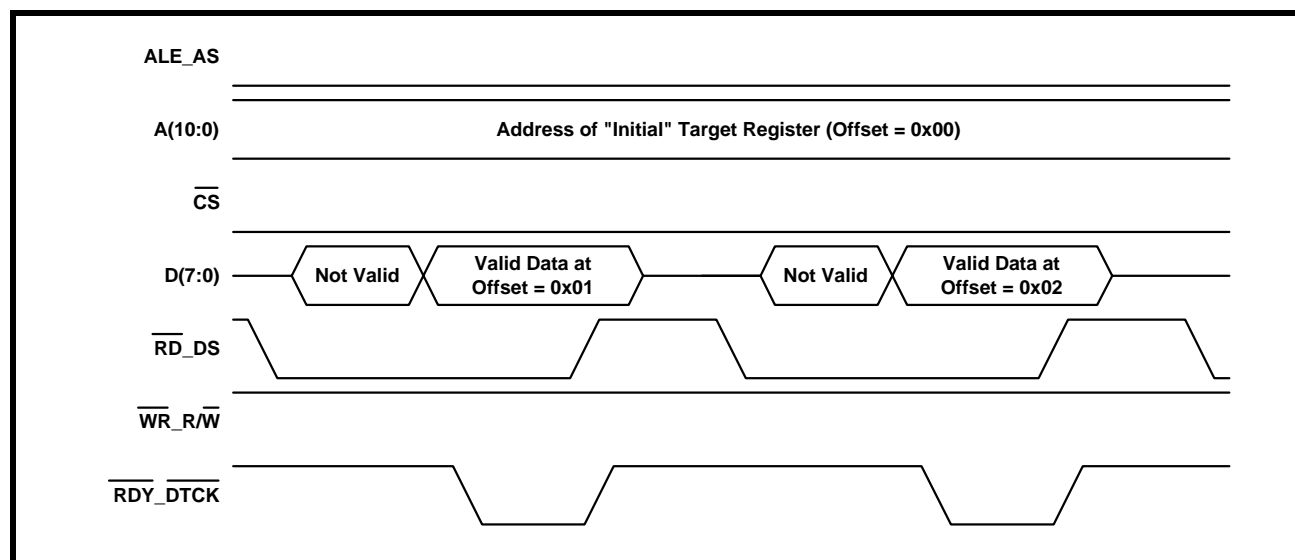 ALE_AS
A(10:0)
Address of "Initial" Target Register (Offset = 0x00)
CS
D(7:0)
Not Valid
Valid Data at
Offset = 0x01
Not Valid
Valid Data at
Offset = 0x02
RD_DS
WR_R/W
RDY_DTCK